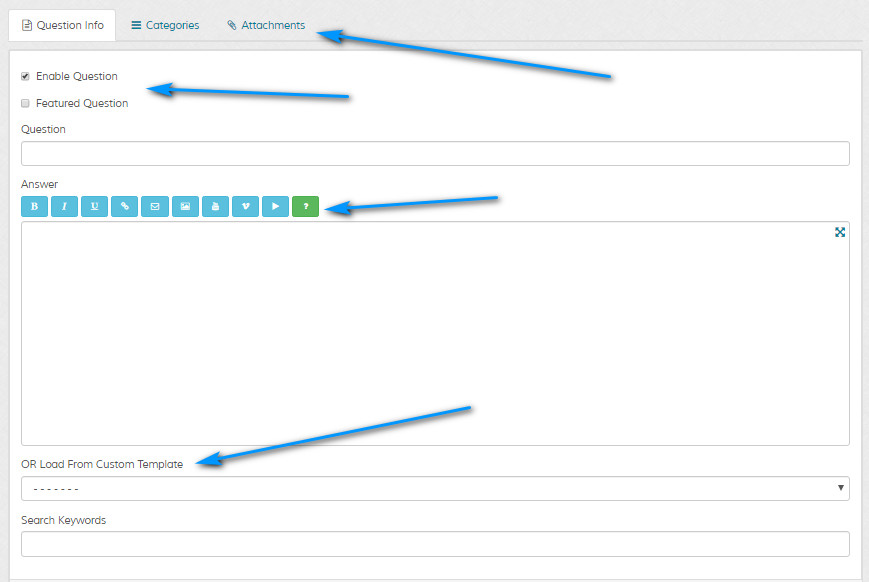 Question Info Categories Attachments
Enable Question
Featured Question
Question
Answer
B I U ?
OR Load From Custom Template
-------
Search Keywords